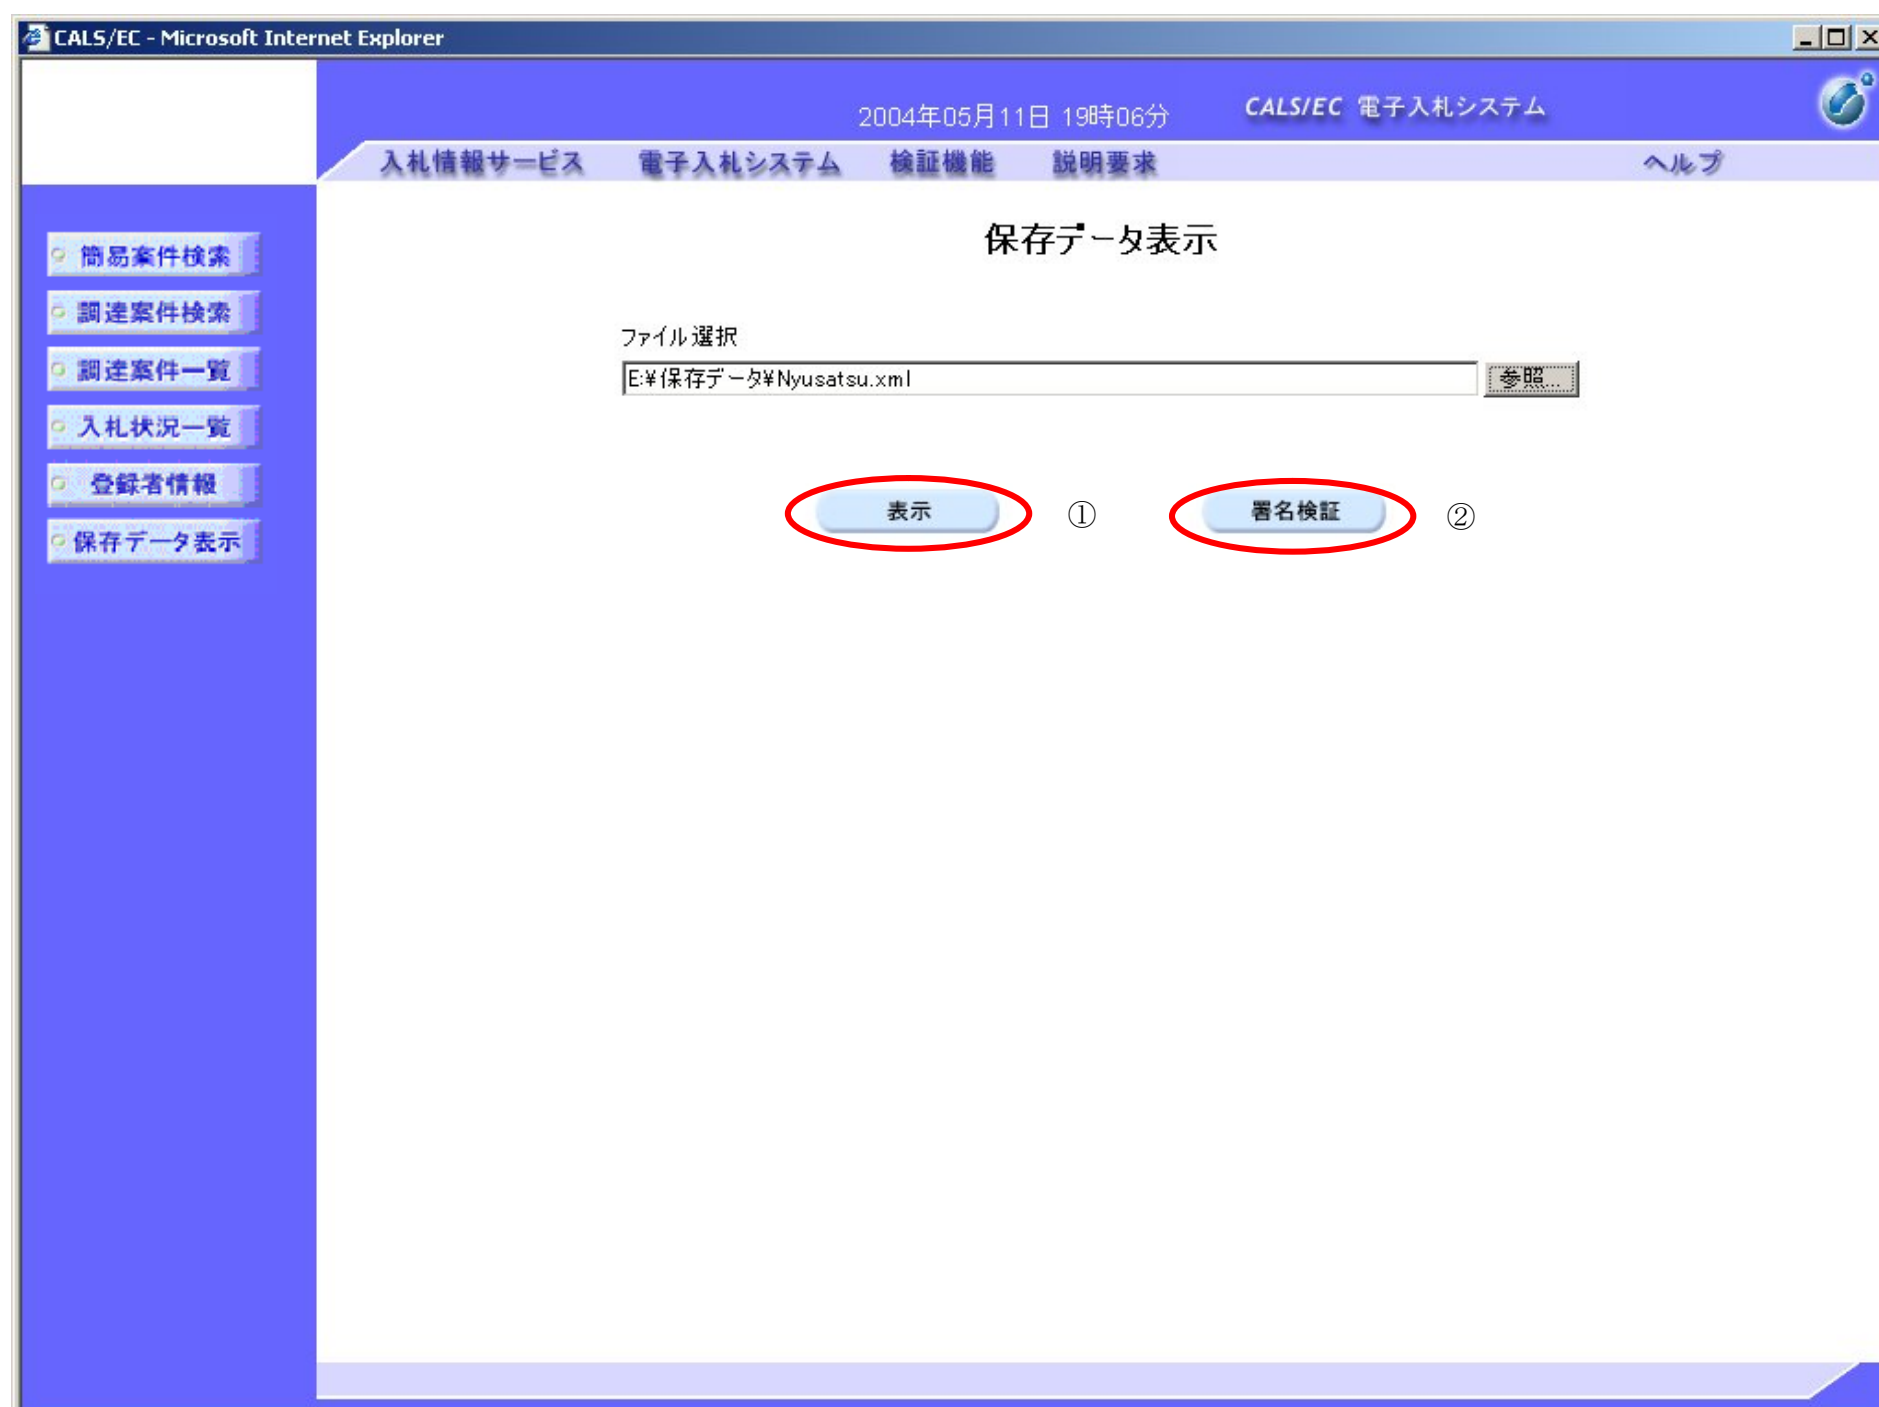 CALS/EC - Microsoft Internet Explorer
2004年05月11日 19時06分
CALS/EC 電子入札システム
入札情報サービス 電子入札システム 検証機能 説明要求 ヘルプ
簡易案件検索
調達案件検索
調達案件一覧
入札状況一覧
登録者情報
保存データ表示
保存データ表示
ファイル選択
E:¥保存データ¥Nyusatsu.xml 参照...
表示 ① 署名検証 ②